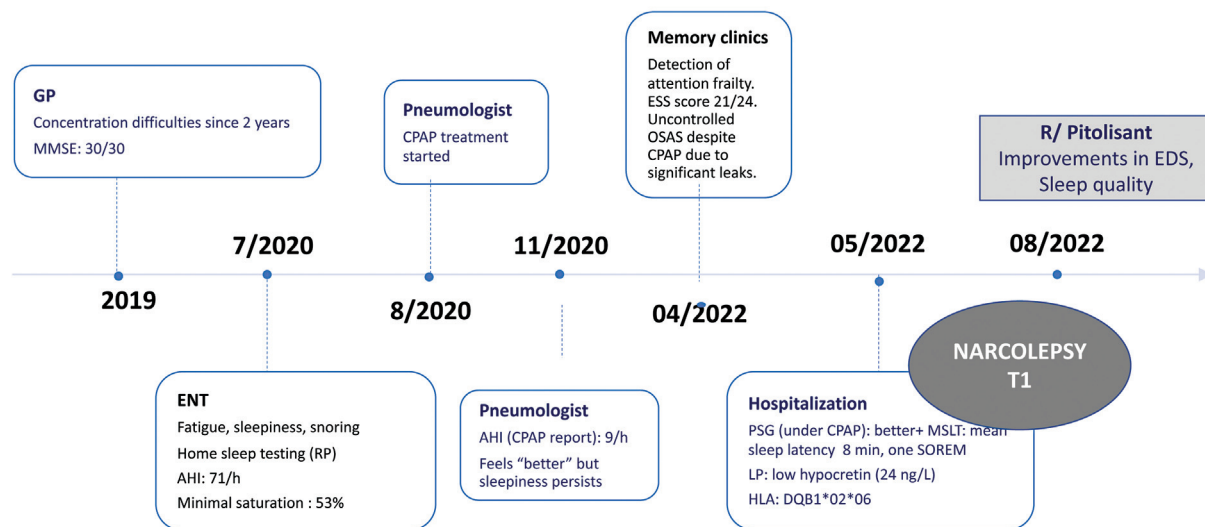 GP
Concentration difficulties since 2 years
MMSE: 30/30
Pneumologist
CPAP treatment
started
Memory clinics
Detection of
attention frailty.
ESS score 21/24.
Uncontrolled
OSAS despite
CPAP due to
significant leaks.
R/ Pitolisant
Improvements in EDS,
Sleep quality
7/2020
11/2020
05/2022
08/2022
2019
8/2020
04/2022
ENT
Fatigue, sleepiness, snoring
Home sleep testing (RP)
AHI: 71/h
Minimal saturation : 53%
Pneumologist
AHI (CPAP report): 9/h
Feels “better” but
sleepiness persists
Hospitalization
PSG (under CPAP): better+ MSLT: mean
sleep latency 8 min, one SOREM
LP: low hypocretin (24 ng/L)
HLA: DQB1*02*06
NARCOLEPSY
T1